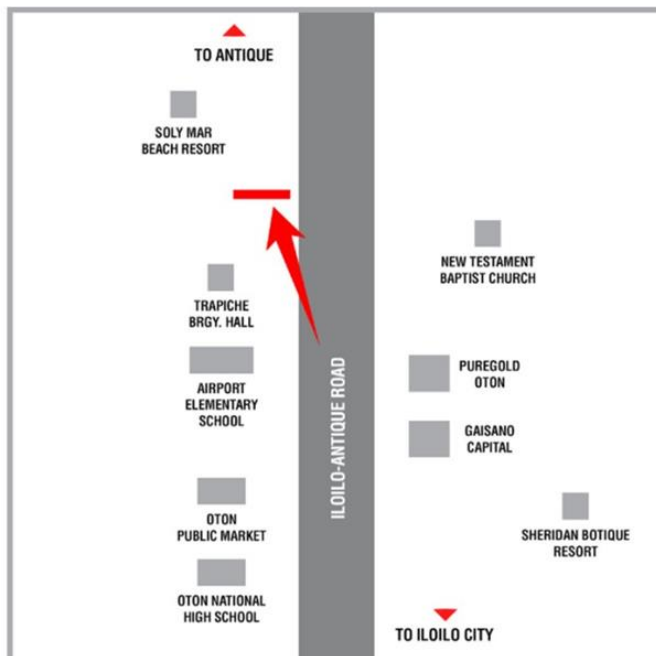 TO ANTIQUE
SOLY MAR
BEACH RESORT
NEW TESTAMENT
BAPTIST CHURCH
TRAPICHE
BRGY. HALL
ILOILO-ANTIQUE ROAD
PUREGOLD
OTON
AIRPORT
ELEMENTARY
SCHOOL
GAISANO
CAPITAL
OTON
PUBLIC MARKET
SHERIDAN BOTIQUE
RESORT
OTON NATIONAL
HIGH SCHOOL
TO ILOILO CITY